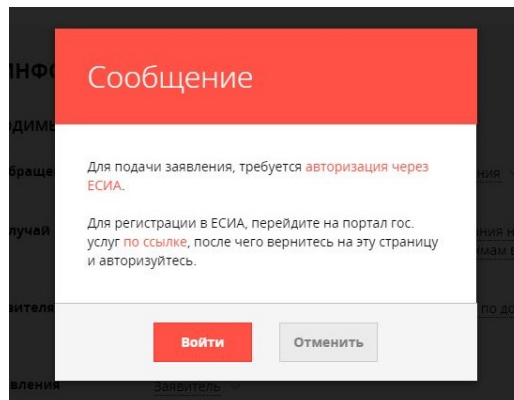 Сообщение
Для подачи заявления, требуется авторизация через
ЕСИА.
Для регистрации в ЕСИА, перейдите на портал гос.
услуг по ссылке, после чего вернитесь на эту страницу
и авторизуйтесь.
Войти
Отменить
Заявитель